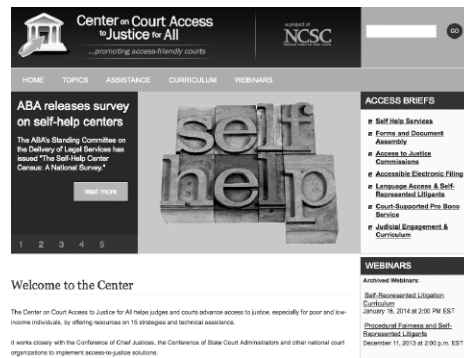 Center on Court Access
to Justice for All
...promoting access-friendly courts
a project of
NCSC
GO
HOME TOPICS ASSISTANCE CURRICULUM WEBINARS
ABA releases survey
on self-help centers
The ABA's Standing Committee on
the Delivery of Legal Services has
issued "The Self-Help Center
Census: A National Survey."
read more
1 2 3 4 5
self
help
ACCESS BRIEFS
Self Help Services
Forms and Document
Assembly
Access to Justice
Commissions
Accessible Electronic Filing
Language Access & Self-
Represented Litigants
Court-Supported Pro Bono
Service
Judicial Engagement &
Curriculum
Welcome to the Center
The Center on Court Access to Justice for All helps judges and courts advance access to justice, especially for poor and low-
income individuals, by offering resources on 15 strategies and technical assistance.
It works closely with the Conference of Chief Justices, the Conference of State Court Administrators and other national court
organizations to implement access-to-justice solutions.
WEBINARS
Archived Webinars:
Self-Represented Litigation
Curriculum
January 16, 2014 at 2:00 PM EST
Procedural Fairness and Self-
Represented Litigants
December 11, 2013 at 2:00 p.m. EST